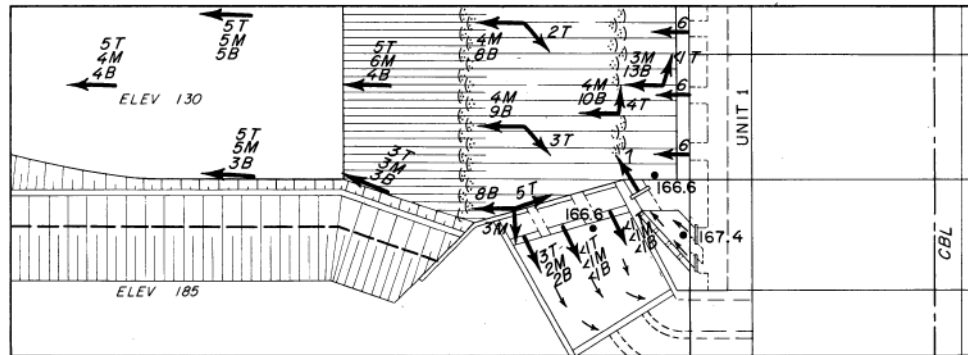 5T
5M
5B
5T
4M
4B
ELEV 130
5T
5M
3B
5T
6M
4B
3T
3M
3B
4M
8B
2T
4M
9B
3T
8B
5T
3M
3M
13B
<1T
4M
10B
4T
6
6
6
7
166.6
166.6
167.4
3T
2M
2B
<1T
<1M
<1B
<1T
<1M
<1B
UNIT 1
CBL
ELEV 185